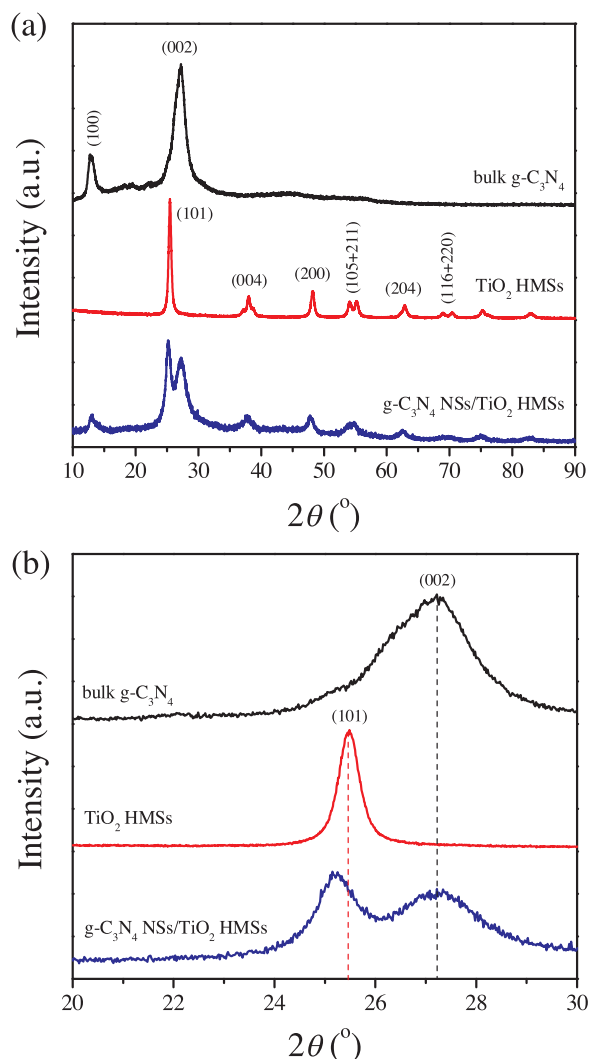 (a)
(002)
(100)
bulk g-C₃N₄
(101)
(004)
(200)
(105+211)
(204)
(116+220)
TiO₂ HMSs
g-C₃N₄ NSs/TiO₂ HMSs
Intensity (a.u.)
10 20 30 40 50 60 70 80 90
2θ (°)
(b)
(002)
bulk g-C₃N₄
(101)
TiO₂ HMSs
g-C₃N₄ NSs/TiO₂ HMSs
Intensity (a.u.)
20 22 24 26 28 30
2θ (°)